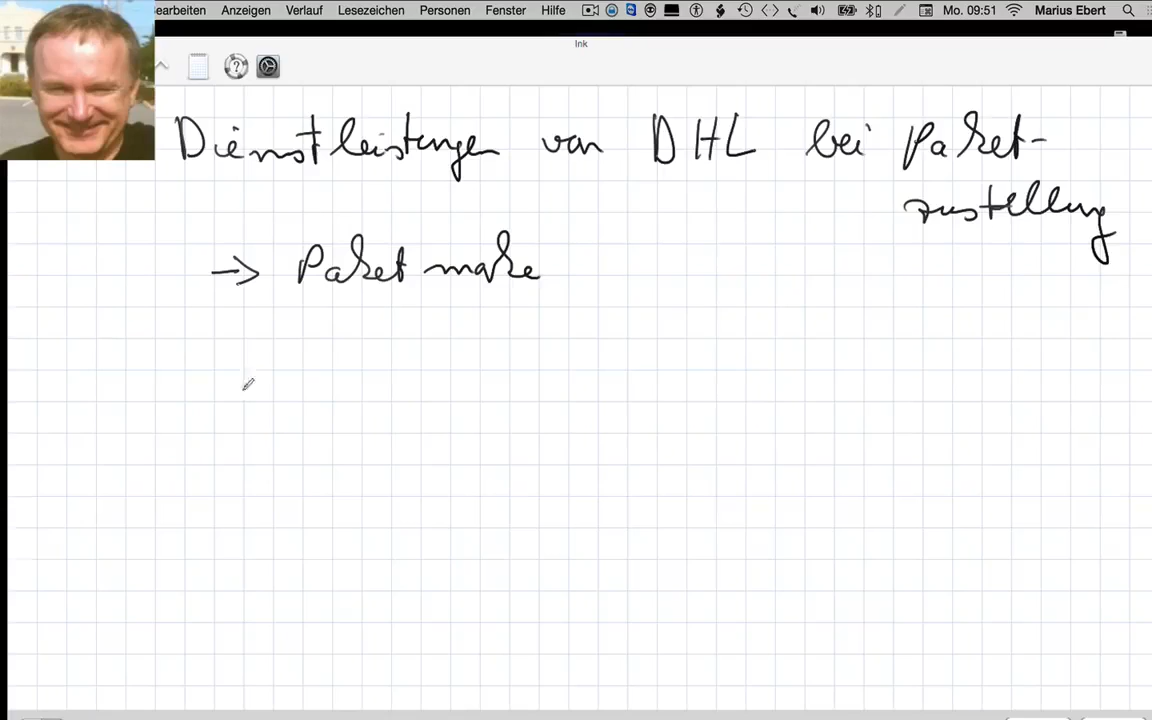 earbeiten Anzeigen Verlauf Lesezeichen Personen Fenster Hilfe Mo. 09:51 Marius Ebert
Ink
Dienstleistungen von DHL bei Paket-
zustellung
→ Paketmarke